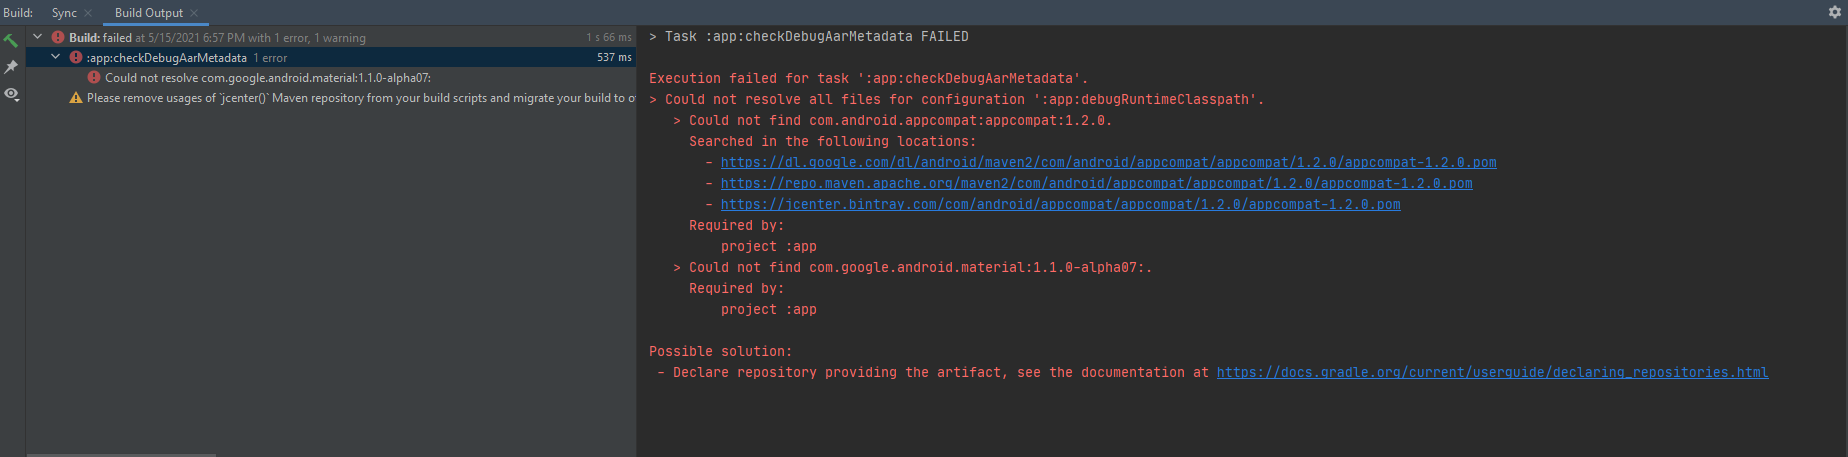 Build: Sync Build Output
Build: failed at 5/15/2021 6:57 PM with 1 error, 1 warning 1 s 66 ms
:app:checkDebugAarMetadata 1 error 537 ms
Could not resolve com.google.android.material:1.1.0-alpha07:
Please remove usages of `jcenter()` Maven repository from your build scripts and migrate your build to o
> Task :app:checkDebugAarMetadata FAILED
Execution failed for task ':app:checkDebugAarMetadata'.
> Could not resolve all files for configuration ':app:debugRuntimeClasspath'.
> Could not find com.android.appcompat:appcompat:1.2.0.
Searched in the following locations:
- https://dl.google.com/dl/android/maven2/com/android/appcompat/appcompat/1.2.0/appcompat-1.2.0.pom
- https://repo.maven.apache.org/maven2/com/android/appcompat/appcompat/1.2.0/appcompat-1.2.0.pom
- https://jcenter.bintray.com/com/android/appcompat/appcompat/1.2.0/appcompat-1.2.0.pom
Required by:
project :app
> Could not find com.google.android.material:1.1.0-alpha07:.
Required by:
project :app
Possible solution:
- Declare repository providing the artifact, see the documentation at https://docs.gradle.org/current/userguide/declaring_repositories.html